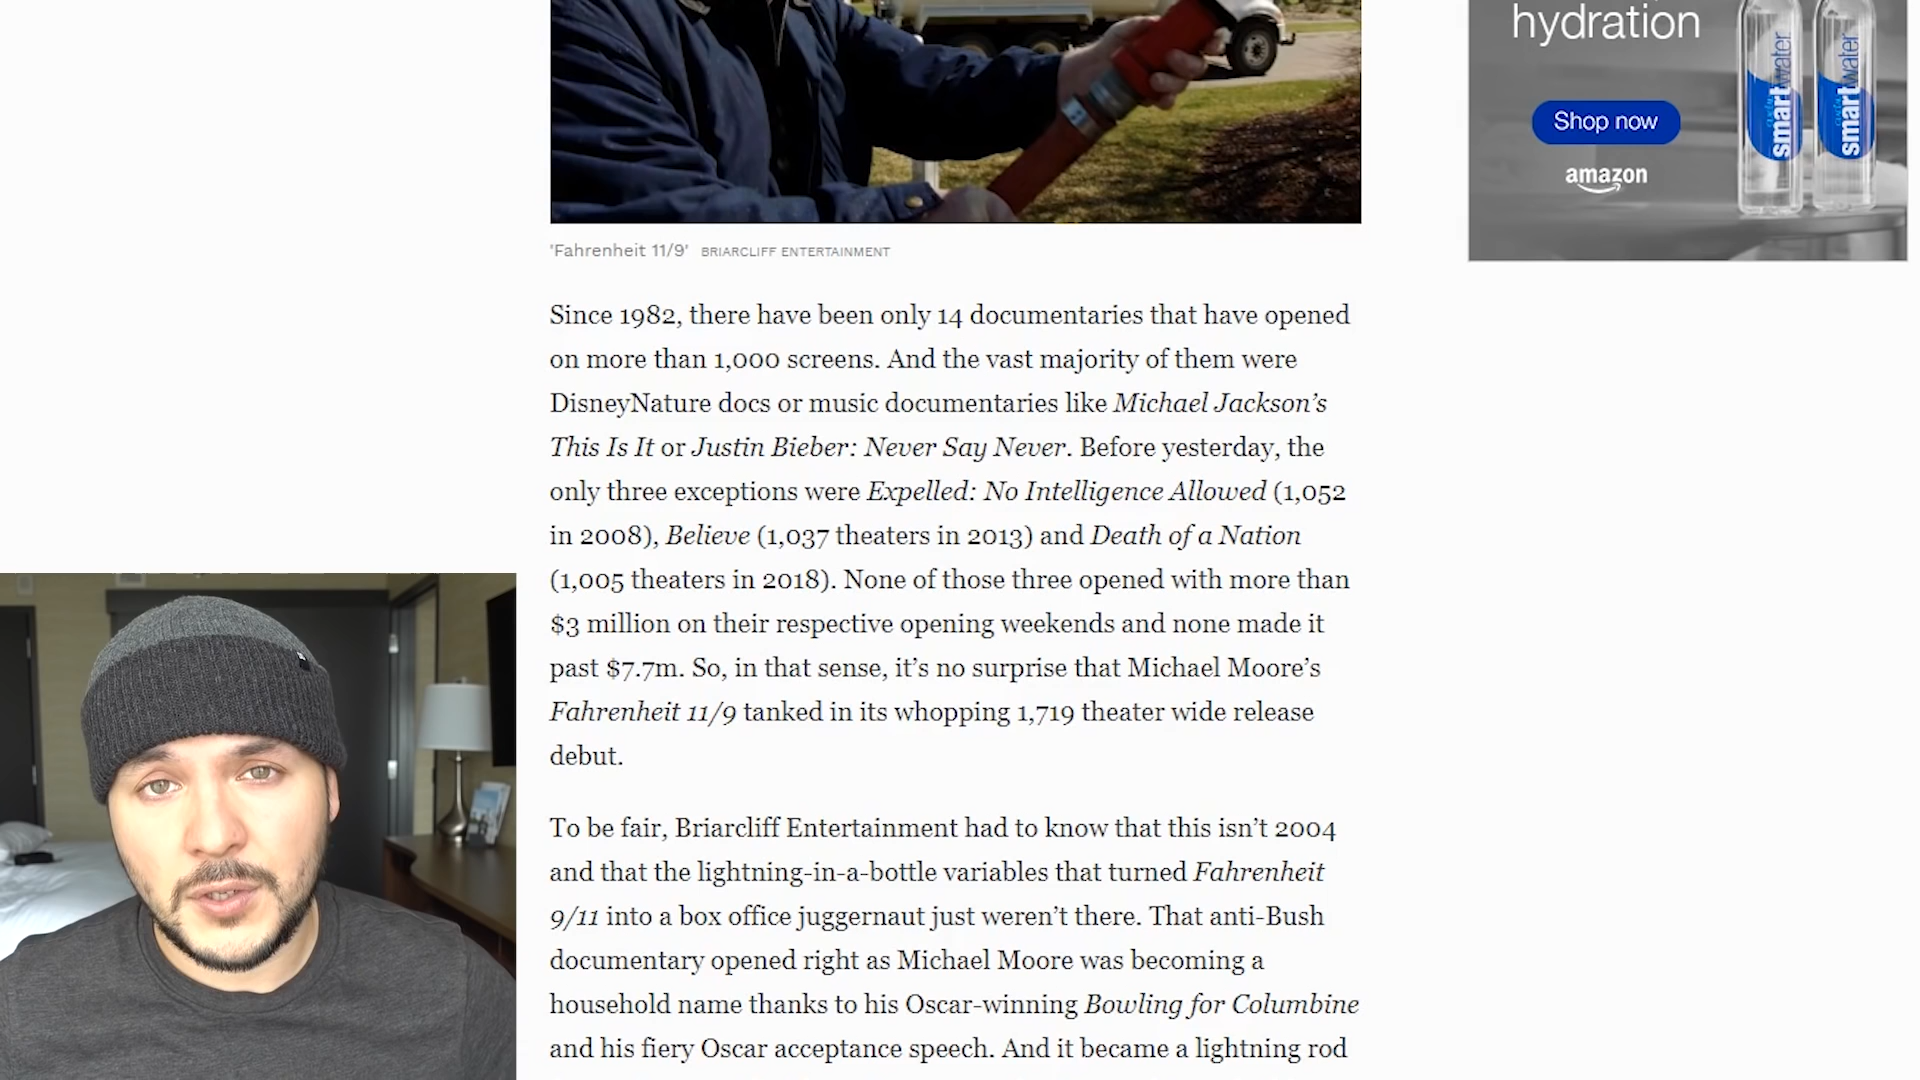 hydration
Shop now
amazon
smartwater
smartwater
'Fahrenheit 11/9' BRIARCLIFF ENTERTAINMENT
Since 1982, there have been only 14 documentaries that have opened
on more than 1,000 screens. And the vast majority of them were
DisneyNature docs or music documentaries like Michael Jackson’s
This Is It or Justin Bieber: Never Say Never. Before yesterday, the
only three exceptions were Expelled: No Intelligence Allowed (1,052
in 2008), Believe (1,037 theaters in 2013) and Death of a Nation
(1,005 theaters in 2018). None of those three opened with more than
$3 million on their respective opening weekends and none made it
past $7.7m. So, in that sense, it’s no surprise that Michael Moore’s
Fahrenheit 11/9 tanked in its whopping 1,719 theater wide release
debut.
To be fair, Briarcliff Entertainment had to know that this isn’t 2004
and that the lightning-in-a-bottle variables that turned Fahrenheit
9/11 into a box office juggernaut just weren’t there. That anti-Bush
documentary opened right as Michael Moore was becoming a
household name thanks to his Oscar-winning Bowling for Columbine
and his fiery Oscar acceptance speech. And it became a lightning rod